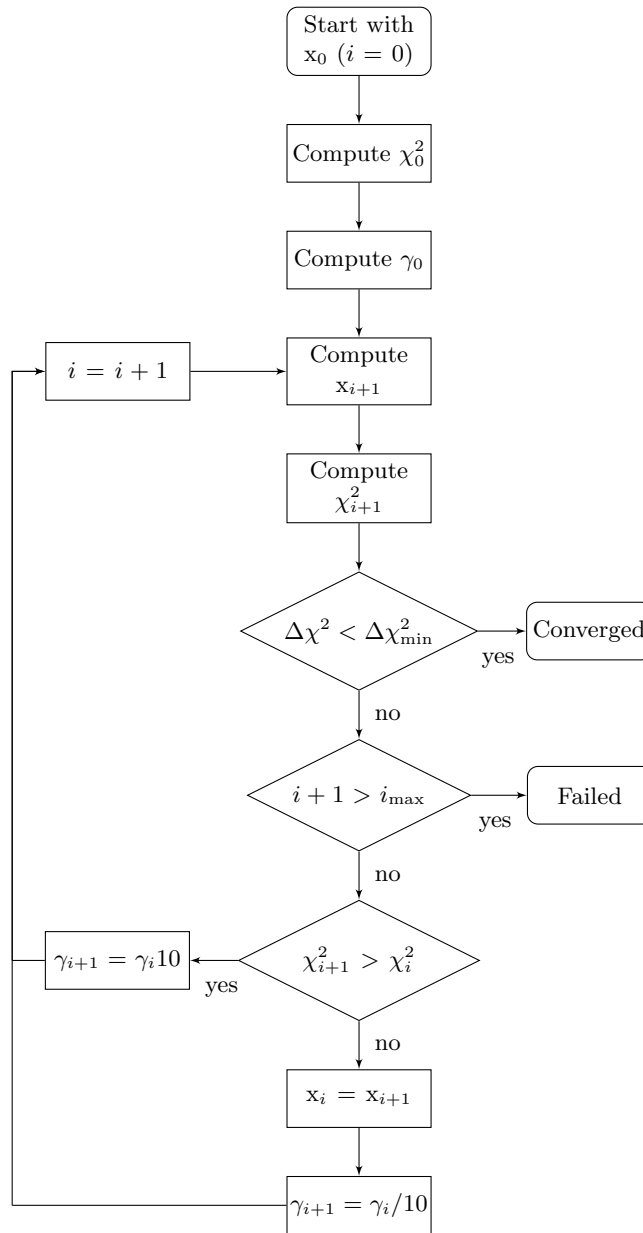 Start with
x₀ (i = 0)
Compute χ₀²
Compute γ₀
i = i + 1
Compute
xᵢ₊₁
Compute
χ²ᵢ₊₁
Δχ² < Δχ²min
yes
Converged
no
i + 1 > imax
yes
Failed
no
γᵢ₊₁ = γᵢ10
yes
χ²ᵢ₊₁ > χ²ᵢ
no
xᵢ = xᵢ₊₁
γᵢ₊₁ = γᵢ/10